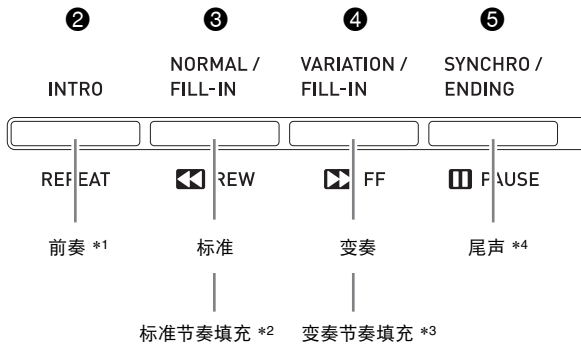 ❷ ❸ ❹ ❺
INTRO NORMAL / FILL-IN VARIATION / FILL-IN SYNCHRO / ENDING
REPEAT REW FF PAUSE
前奏 *1 标准 变奏 尾声 *4
标准节奏填充 *2 变奏节奏填充 *3